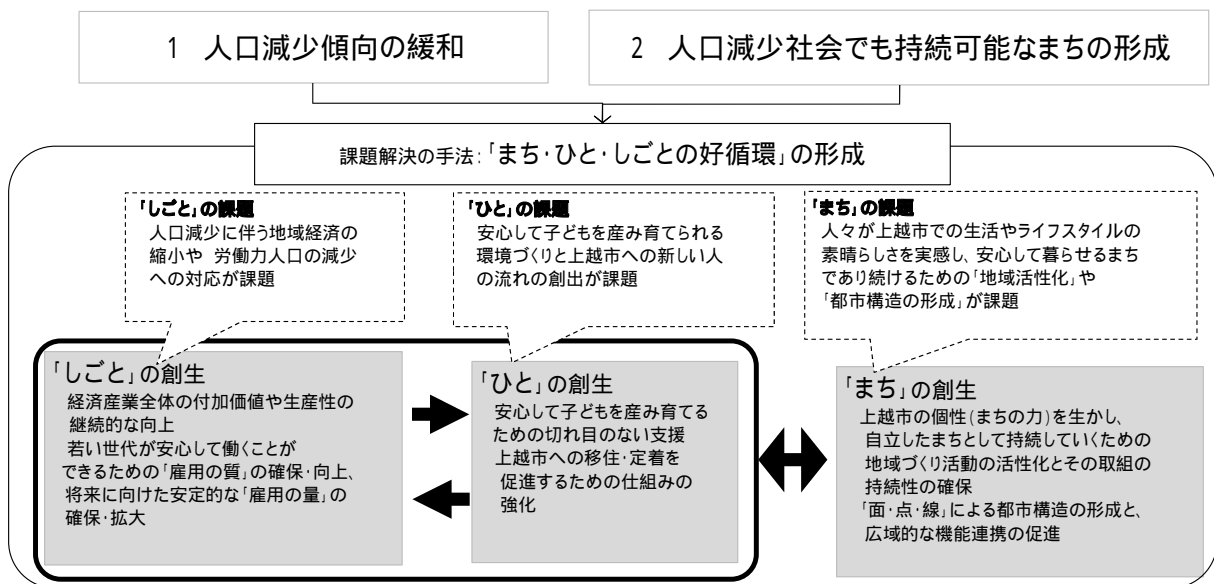 1 人口減少傾向の緩和
2 人口減少社会でも持続可能なまちの形成
課題解決の手法:「まち・ひと・しごとの好循環」の形成
「しごと」の課題
人口減少に伴う地域経済の
縮小や 労働力人口の減少
への対応が課題
「ひと」の課題
安心して子どもを産み育てられる
環境づくりと上越市への新しい人
の流れの創出が課題
「まち」の課題
人々が上越市での生活やライフスタイルの
素晴らしさを実感し、安心して暮らせるまち
であり続けるための「地域活性化」や
「都市構造の形成」が課題
「しごと」の創生
経済産業全体の付加価値や生産性の
継続的な向上
若い世代が安心して働くことが
できるための「雇用の質」の確保・向上、
将来に向けた安定的な「雇用の量」の
確保・拡大
「ひと」の創生
安心して子どもを産み育てる
ための切れ目のない支援
上越市への移住・定着を
促進するための仕組みの
強化
「まち」の創生
上越市の個性(まちの力)を生かし、
自立したまちとして持続していくための
地域づくり活動の活性化とその取組の
持続性の確保
「面・点・線」による都市構造の形成と、
広域的な機能連携の促進